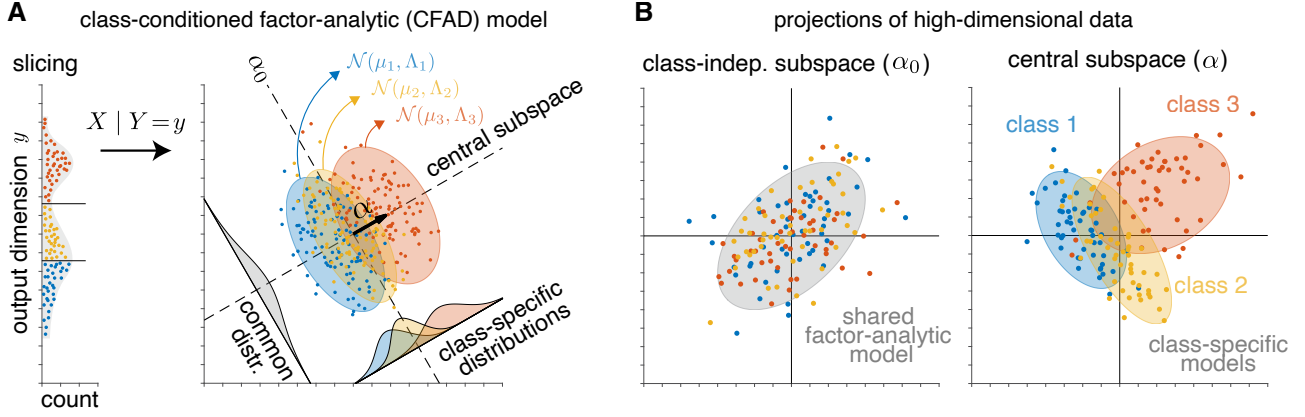 A
class-conditioned factor-analytic (CFAD) model
slicing
output dimension y
count
X | Y = y
α₀
𝒩(μ₁, Λ₁)
𝒩(μ₂, Λ₂)
𝒩(μ₃, Λ₃)
central subspace
α
common
distr.
class-specific
distributions
B
projections of high-dimensional data
class-indep. subspace (α₀)
shared
factor-analytic
model
central subspace (α)
class 3
class 1
class 2
class-specific
models